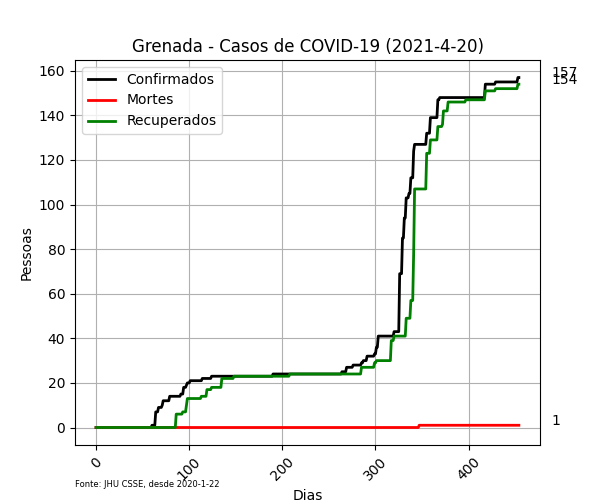 Grenada - Casos de COVID-19 (2021-4-20)
Confirmados
Mortes
Recuperados
160
140
120
100
80
60
40
20
0
Pessoas
157
154
1
0
100
200
300
400
Dias
Fonte: JHU CSSE, desde 2020-1-22